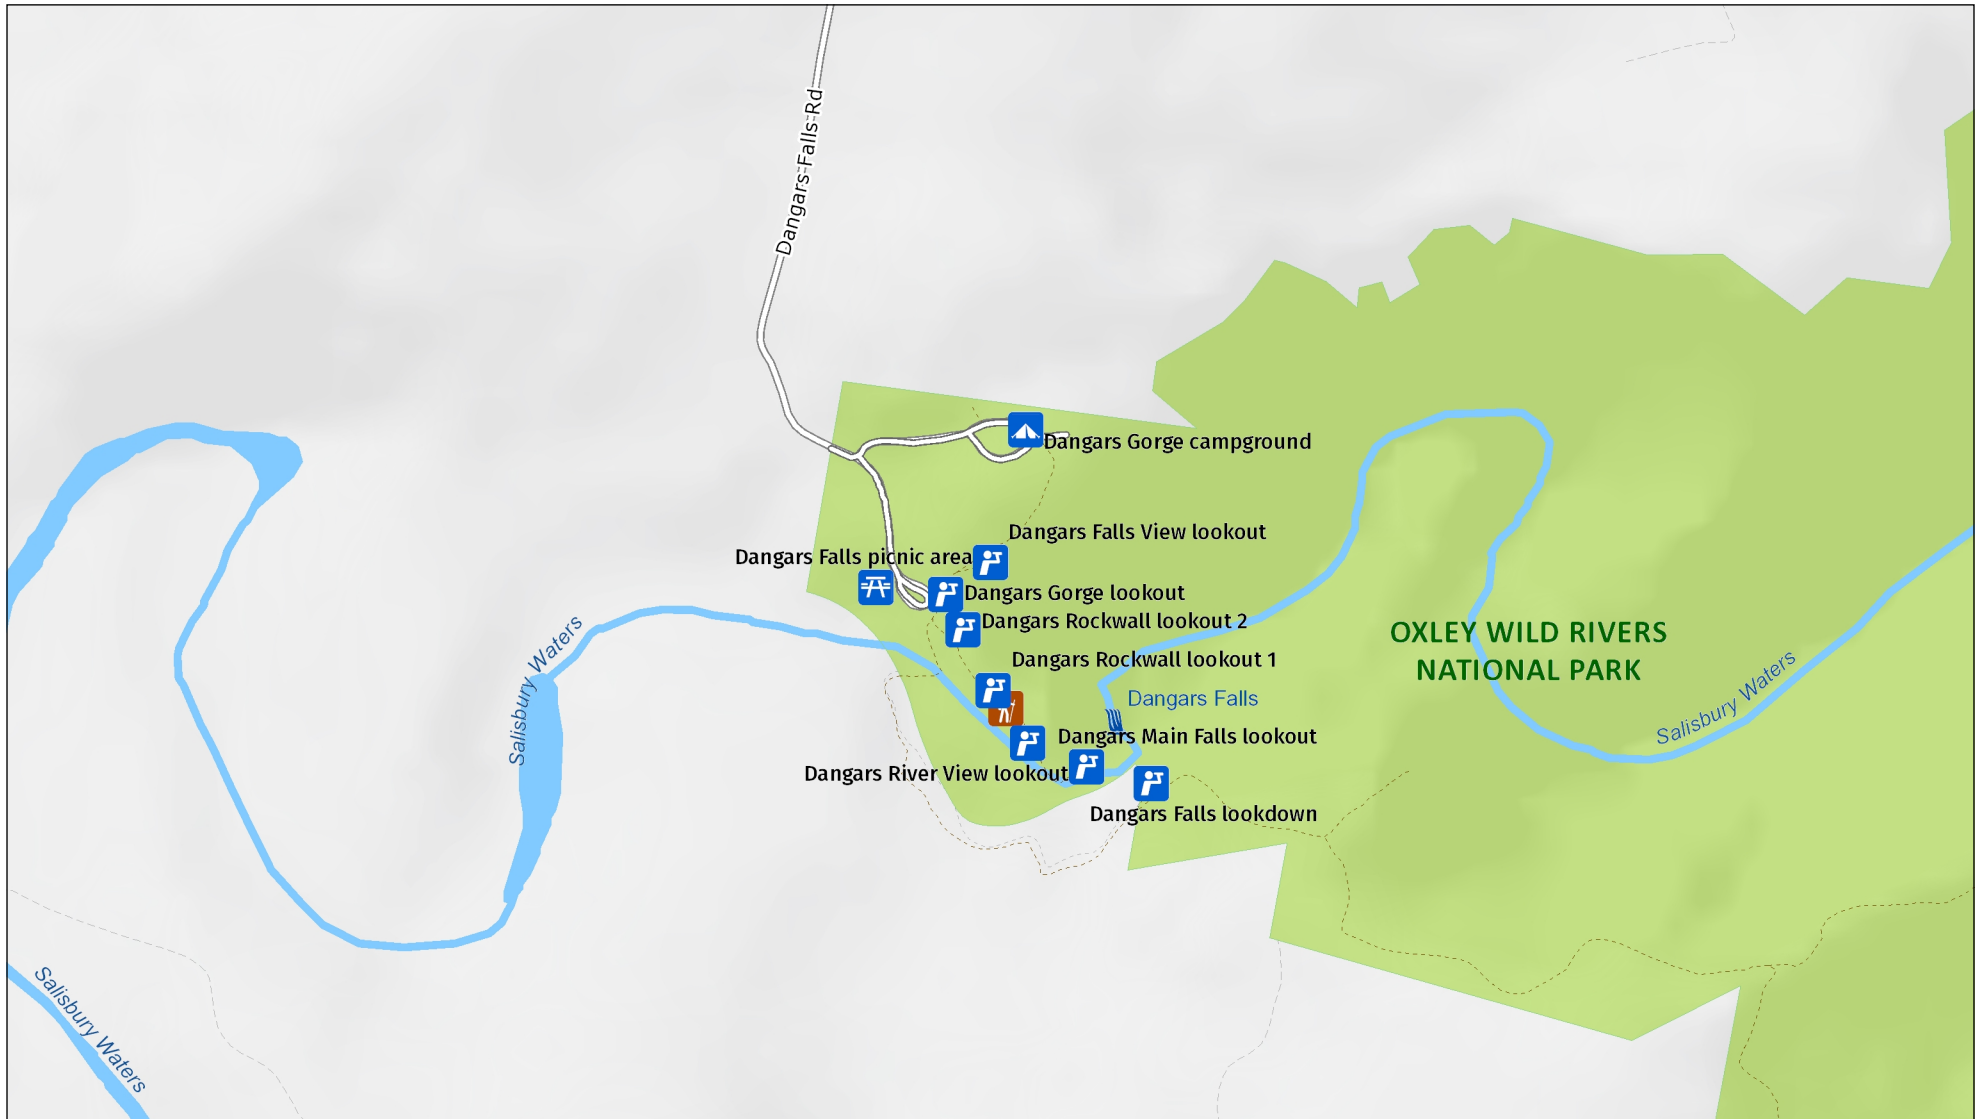 Dangars-Falls-Rd
Dangars Gorge campground
Dangars Falls View lookout
Dangars Falls picnic area
Dangars Gorge lookout
Dangars Rockwall lookout 2
Salisbury Waters
OXLEY WILD RIVERS
NATIONAL PARK
Dangars Rockwall lookout 1
Dangars Falls
Salisbury Waters
Dangars Main Falls lookout
Dangars River View lookout
Dangars Falls lookdown
Salisbury Waters